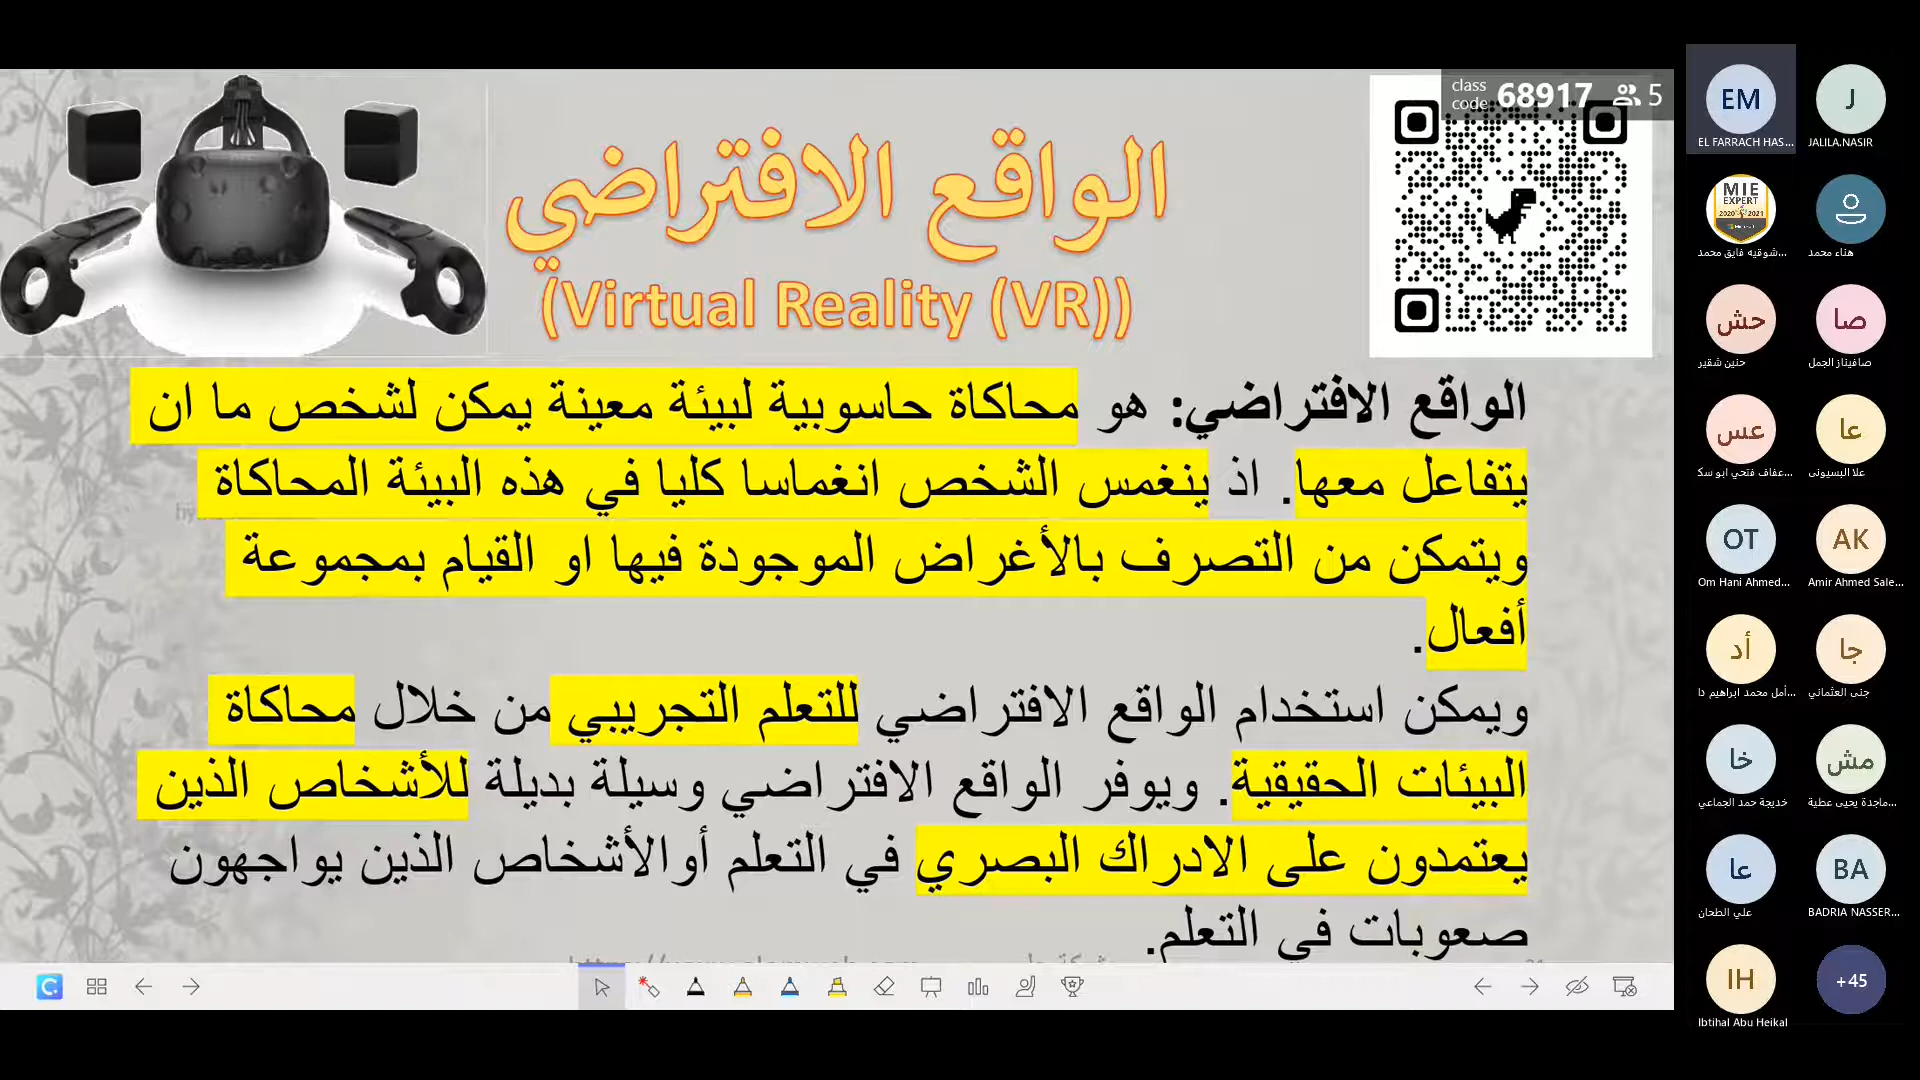 class code 68917 5
الواقع الافتراضي
(Virtual Reality (VR))
الواقع الافتراضي: هو محاكاة حاسوبية لبيئة معينة يمكن لشخص ما ان
يتفاعل معها. اذ ينغمس الشخص انغماسا كليا في هذه البيئة المحاكاة
ويتمكن من التصرف بالأغراض الموجودة فيها او القيام بمجموعة
أفعال.
ويمكن استخدام الواقع الافتراضي للتعلم التجريبي من خلال محاكاة
البيئات الحقيقية. ويوفر الواقع الافتراضي وسيلة بديلة للأشخاص الذين
يعتمدون على الادراك البصري في التعلم أوالأشخاص الذين يواجهون
صعوبات في التعلم.
EM
EL FARRACH HAS...
J
JALILA.NASIR
MIE
EXPERT
2020 2021
شوقيه فايق محمد...
هناء محمد
حش
حنين شقير
صا
صافيناز الجمل
عس
عفاف فتحي ابو سك...
عا
علا البسيونى
OT
Om Hani Ahmed...
AK
Amir Ahmed Sale...
أد
أمل محمد ابراهيم دا...
جا
جنى العثماني
خا
خديجة حمد الجماعي
مش
ماجدة يحيى عطية...
عا
علي الطحان
BA
BADRIA NASSER...
IH
Ibtihal Abu Heikal
+45